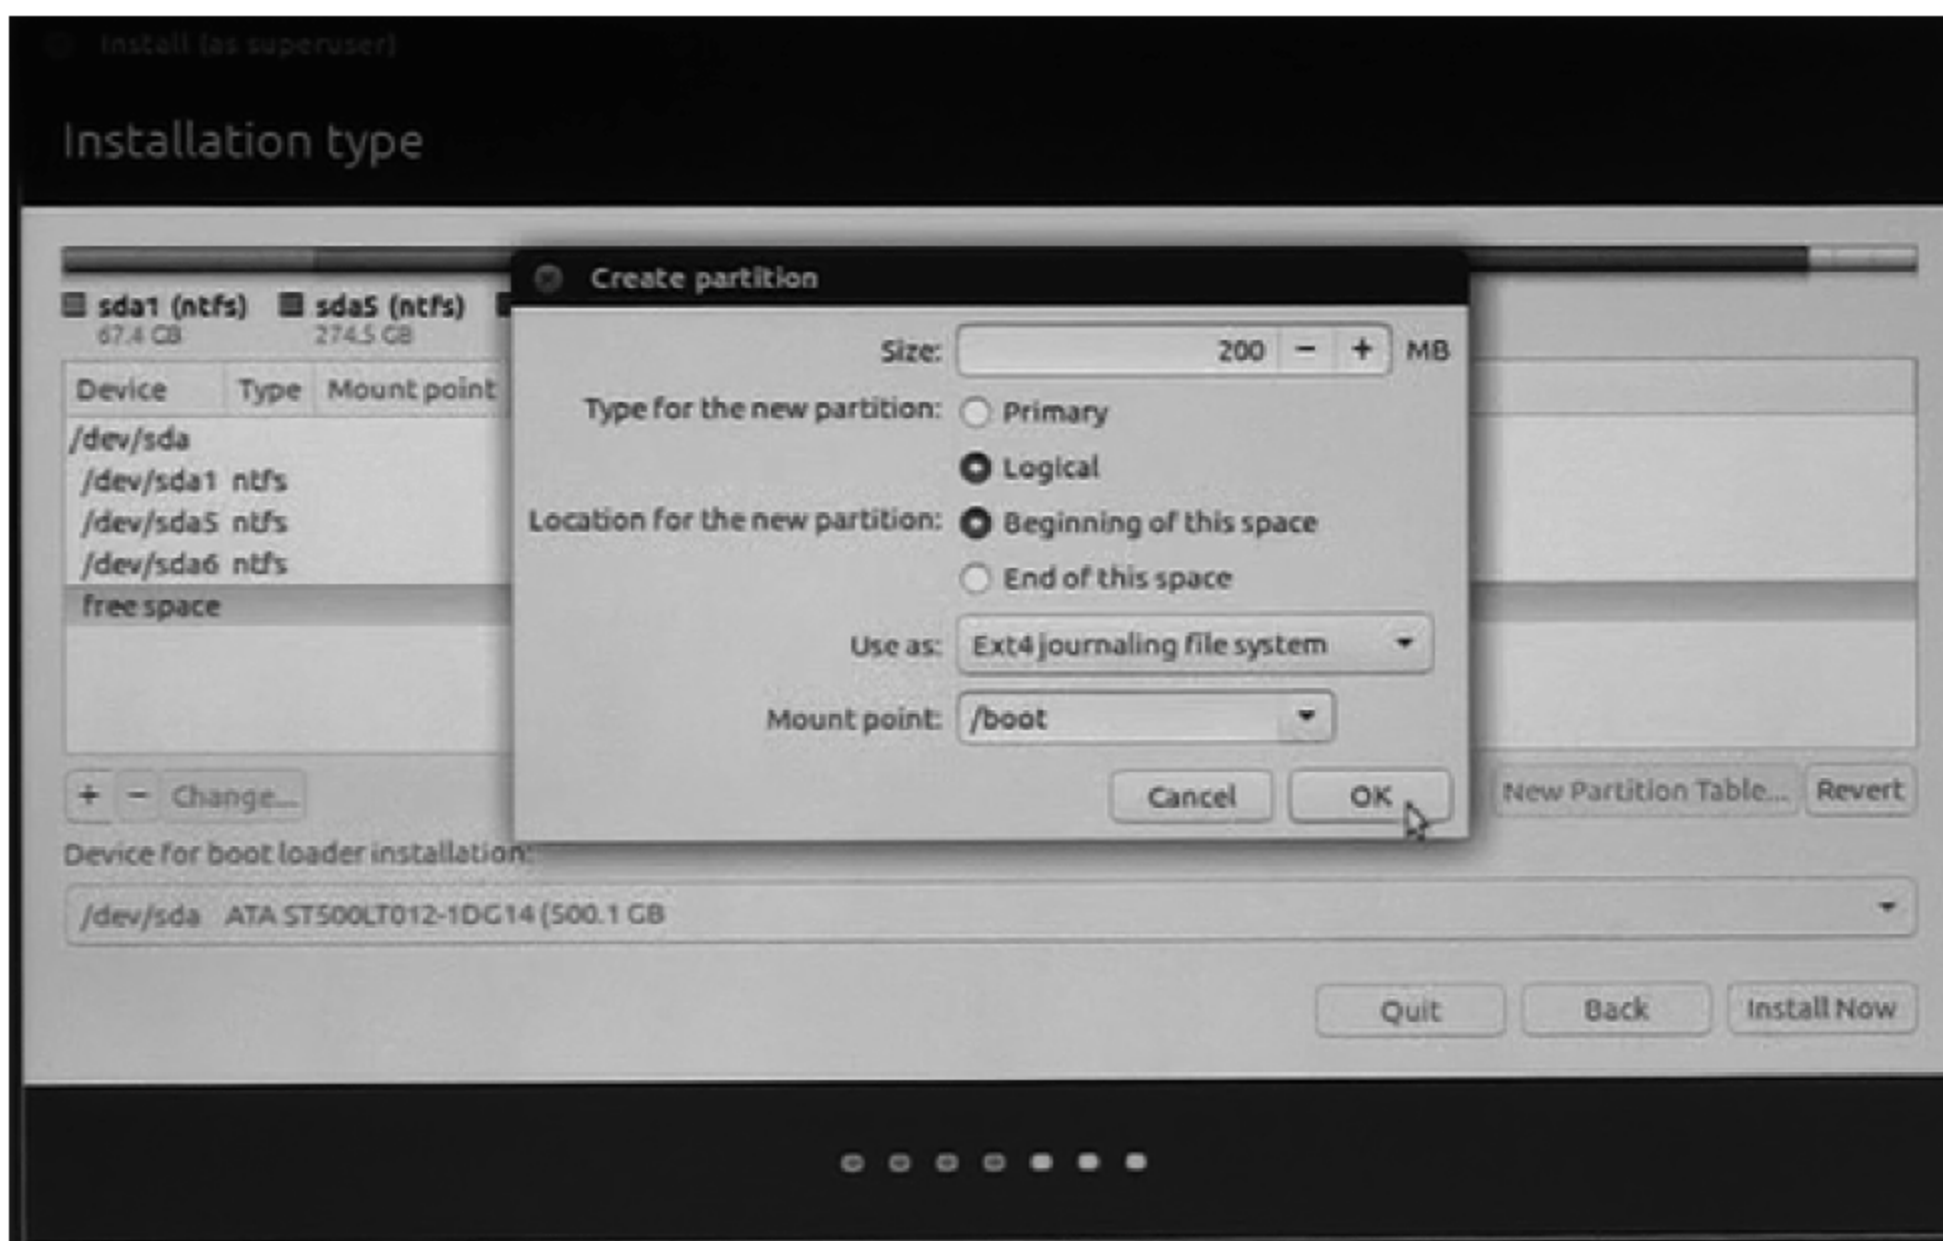 Install (as superuser)
Installation type
Create partition
sda1 (ntfs) sda5 (ntfs)
67.4 GB 274.5 GB
Size: 200 − + MB
Device Type Mount point
Type for the new partition: Primary
Logical
Location for the new partition: Beginning of this space
End of this space
Use as: Ext4 journaling file system
Mount point: /boot
Cancel OK
/dev/sda
/dev/sda1 ntfs
/dev/sda5 ntfs
/dev/sda6 ntfs
free space
+ − Change... New Partition Table... Revert
Device for boot loader installation:
/dev/sda ATA ST500LT012-1DG14 (500.1 GB
Quit Back Install Now